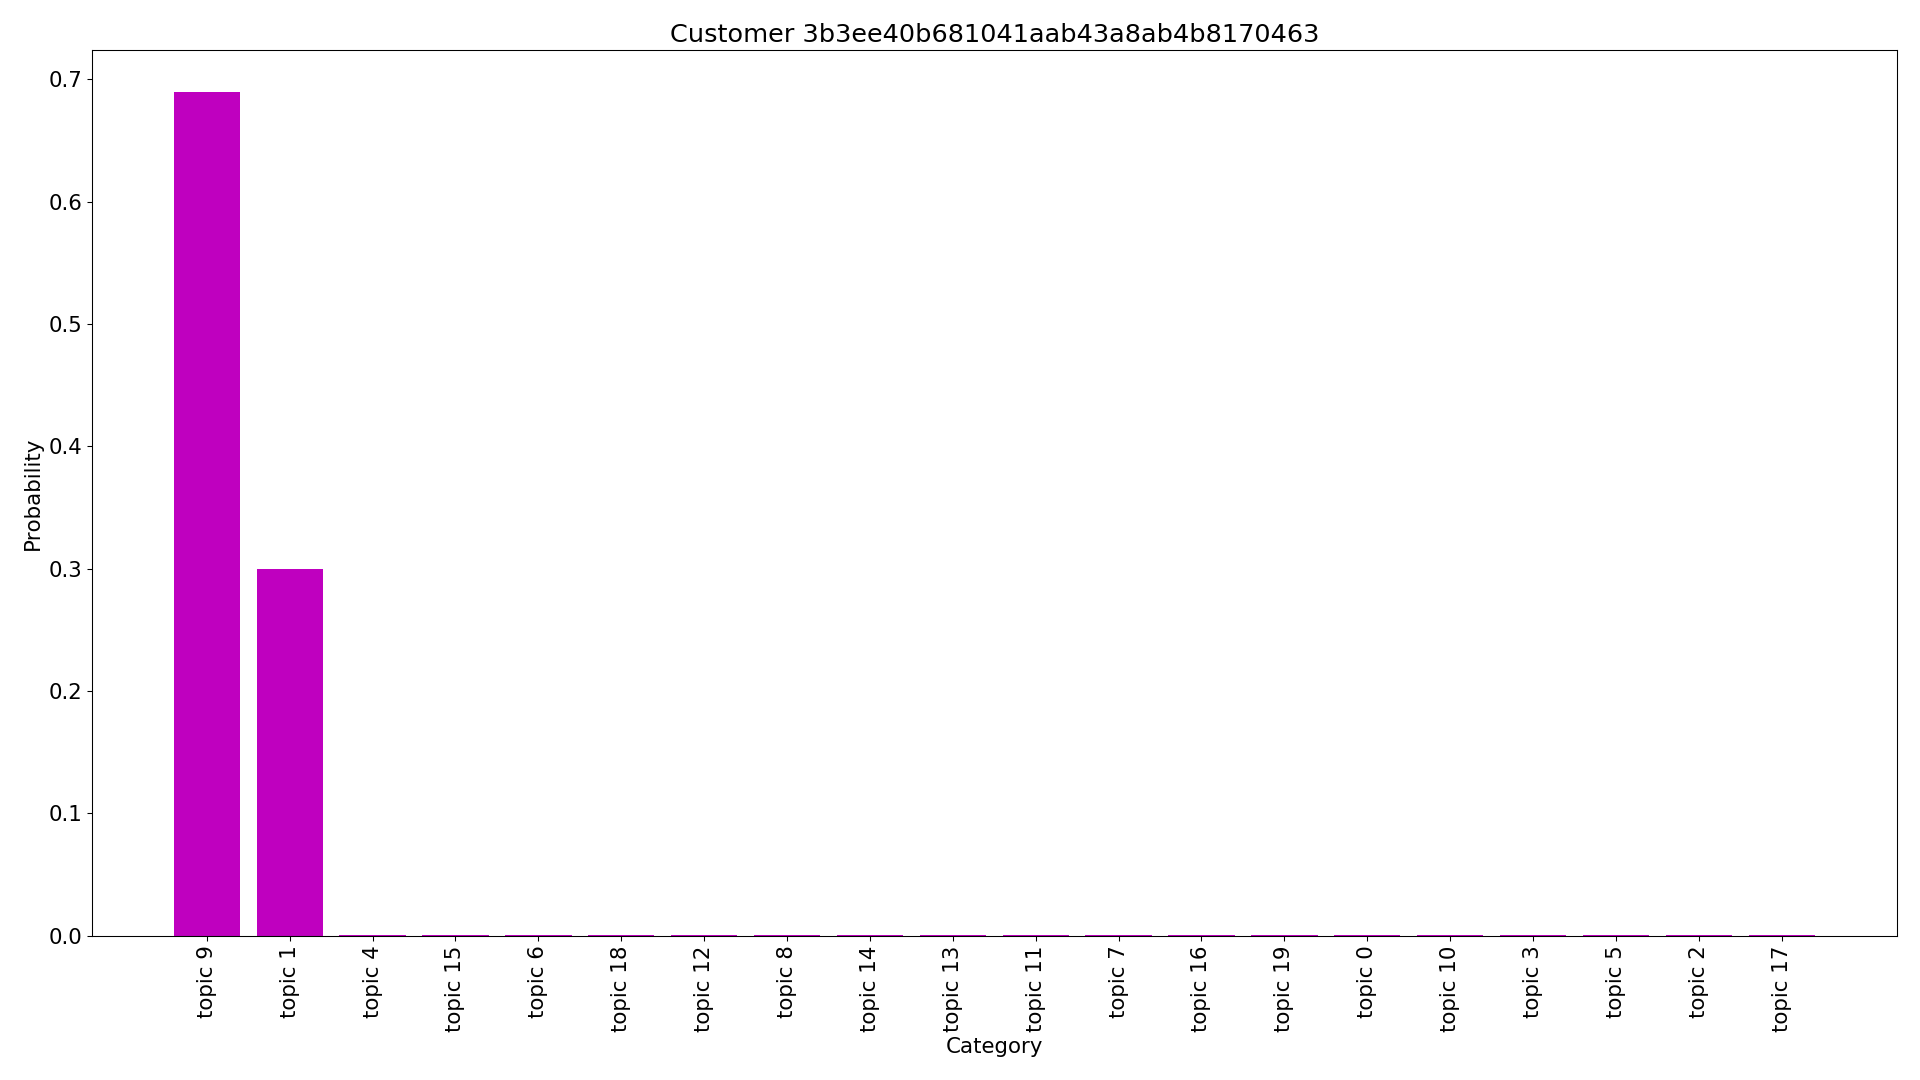 Customer 3b3ee40b681041aab43a8ab4b8170463
Probability
0.7
0.6
0.5
0.4
0.3
0.2
0.1
0.0
topic 9
topic 1
topic 4
topic 15
topic 6
topic 18
topic 12
topic 8
topic 14
topic 13
topic 11
topic 7
topic 16
topic 19
topic 0
topic 10
topic 3
topic 5
topic 2
topic 17
Category